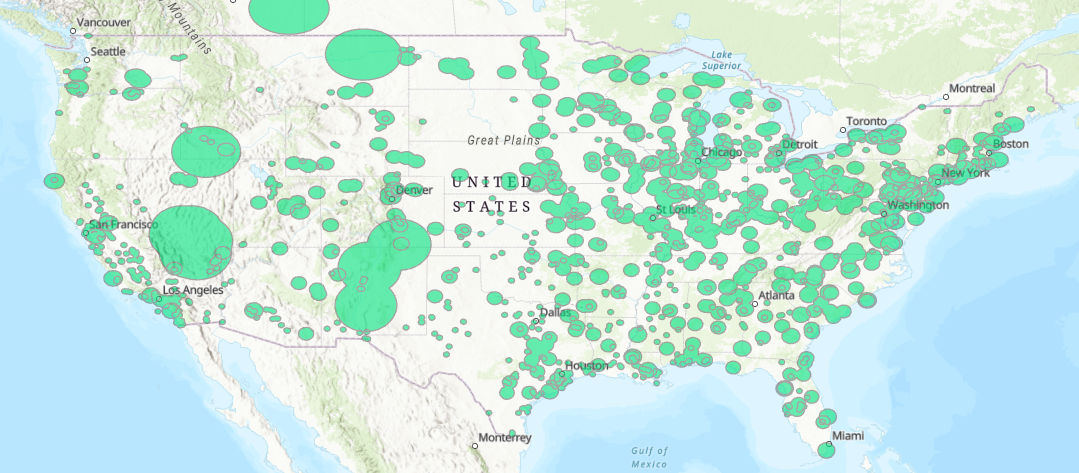 Vancouver
Mountains
Seattle
Lake
Superior
Montreal
Toronto
Great Plains
Detroit
Boston
Chicago
New York
Denver
UNITED
STATES
Washington
St Louis
San Francisco
Los Angeles
Atlanta
Dallas
Houston
Miami
Monterrey
Gulf of
Mexico